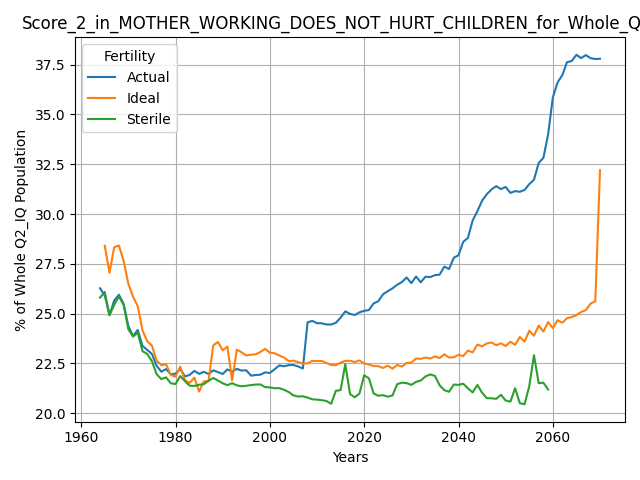 Score_2_in_MOTHER_WORKING_DOES_NOT_HURT_CHILDREN_for_Whole_Q
Fertility
Actual
Ideal
Sterile
% of Whole Q2_IQ Population
37.5
35.0
32.5
30.0
27.5
25.0
22.5
20.0
1960
1980
2000
2020
2040
2060
Years